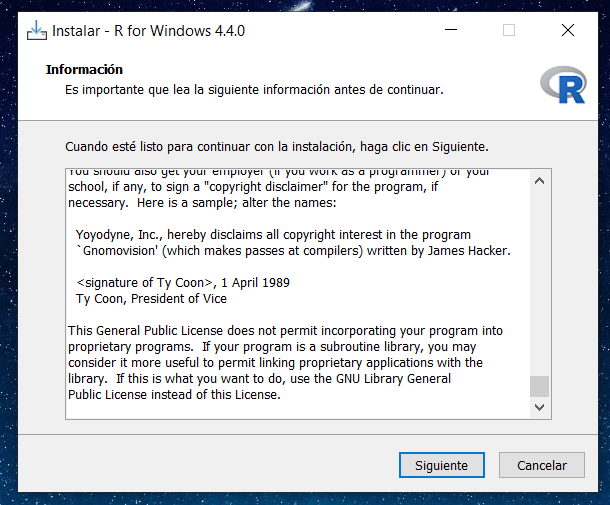 Instalar - R for Windows 4.4.0
Información
Es importante que lea la siguiente información antes de continuar.
R
Cuando esté listo para continuar con la instalación, haga clic en Siguiente.
You should also get your employer (if you work as a programmer) or your
school, if any, to sign a "copyright disclaimer" for the program, if
necessary.  Here is a sample; alter the names:
Yoyodyne, Inc., hereby disclaims all copyright interest in the program
`Gnomovision' (which makes passes at compilers) written by James Hacker.
<signature of Ty Coon>, 1 April 1989
Ty Coon, President of Vice
This General Public License does not permit incorporating your program into
proprietary programs.  If your program is a subroutine library, you may
consider it more useful to permit linking proprietary applications with the
library.  If this is what you want to do, use the GNU Library General
Public License instead of this License.
Siguiente
Cancelar